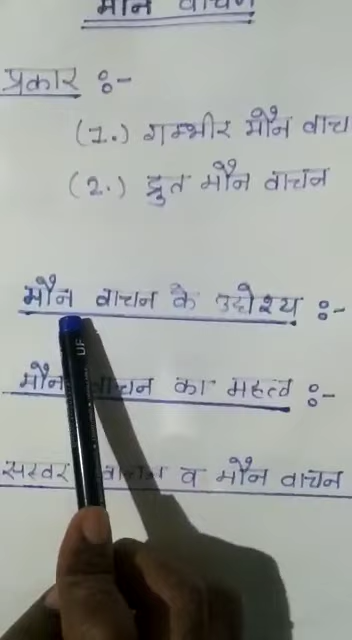 मौन वाचन
प्रकार :-
(1.) गम्भीर मौन वाच
(2.) द्रुत मौन वाचन
मौन वाचन के उद्देश्य :-
मौन वाचन का महत्व :-
सस्वर वाचन व मौन वाचन